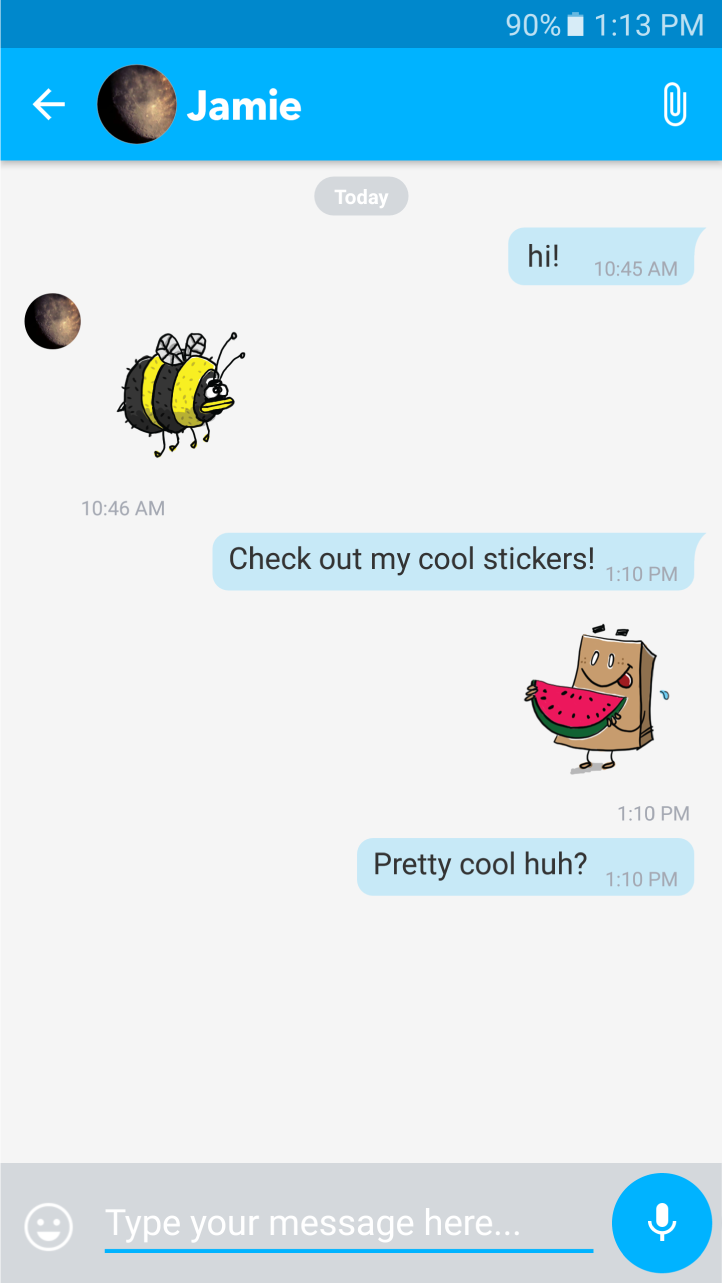 90% 1:13 PM
Jamie
Today
hi! 10:45 AM
10:46 AM
Check out my cool stickers! 1:10 PM
1:10 PM
Pretty cool huh? 1:10 PM
Type your message here...